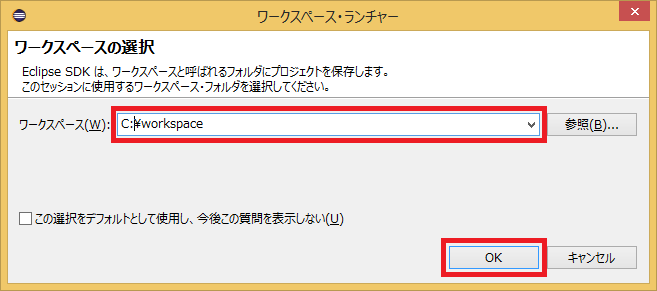 ワークスペース・ランチャー
ワークスペースの選択
Eclipse SDK は、ワークスペースと呼ばれるフォルダにプロジェクトを保存します。
このセッションに使用するワークスペース・フォルダを選択してください。
ワークスペース(W): C:¥workspace 参照(B)...
この選択をデフォルトとして使用し、今後この質問を表示しない(U)
OK キャンセル